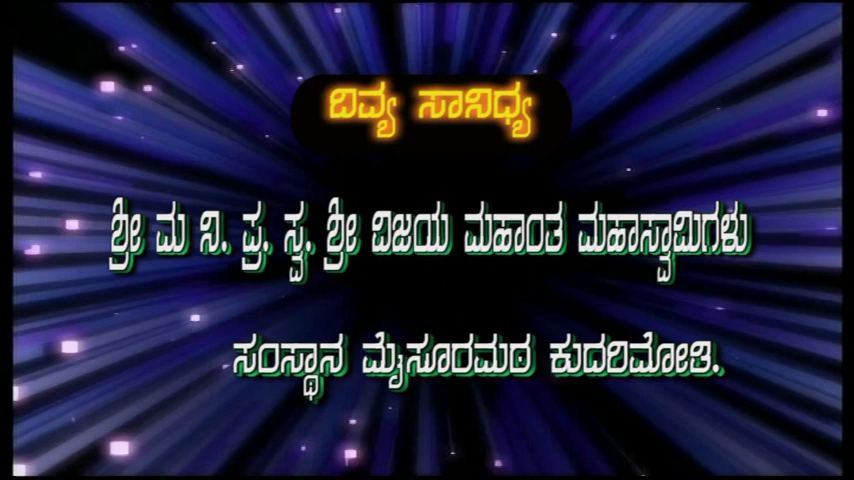 ದಿವ್ಯ ಸಾನಿಧ್ಯ
ಶ್ರೀ ಮ ನಿ. ಪ್ರ. ಸ್ವ. ಶ್ರೀ ವಿಜಯ ಮಹಾಂತ ಮಹಾಸ್ವಾಮಿಗಳು
ಸಂಸ್ಥಾನ ಮೈಸೂರಮಠ ಕುದರಿಮೋತಿ.